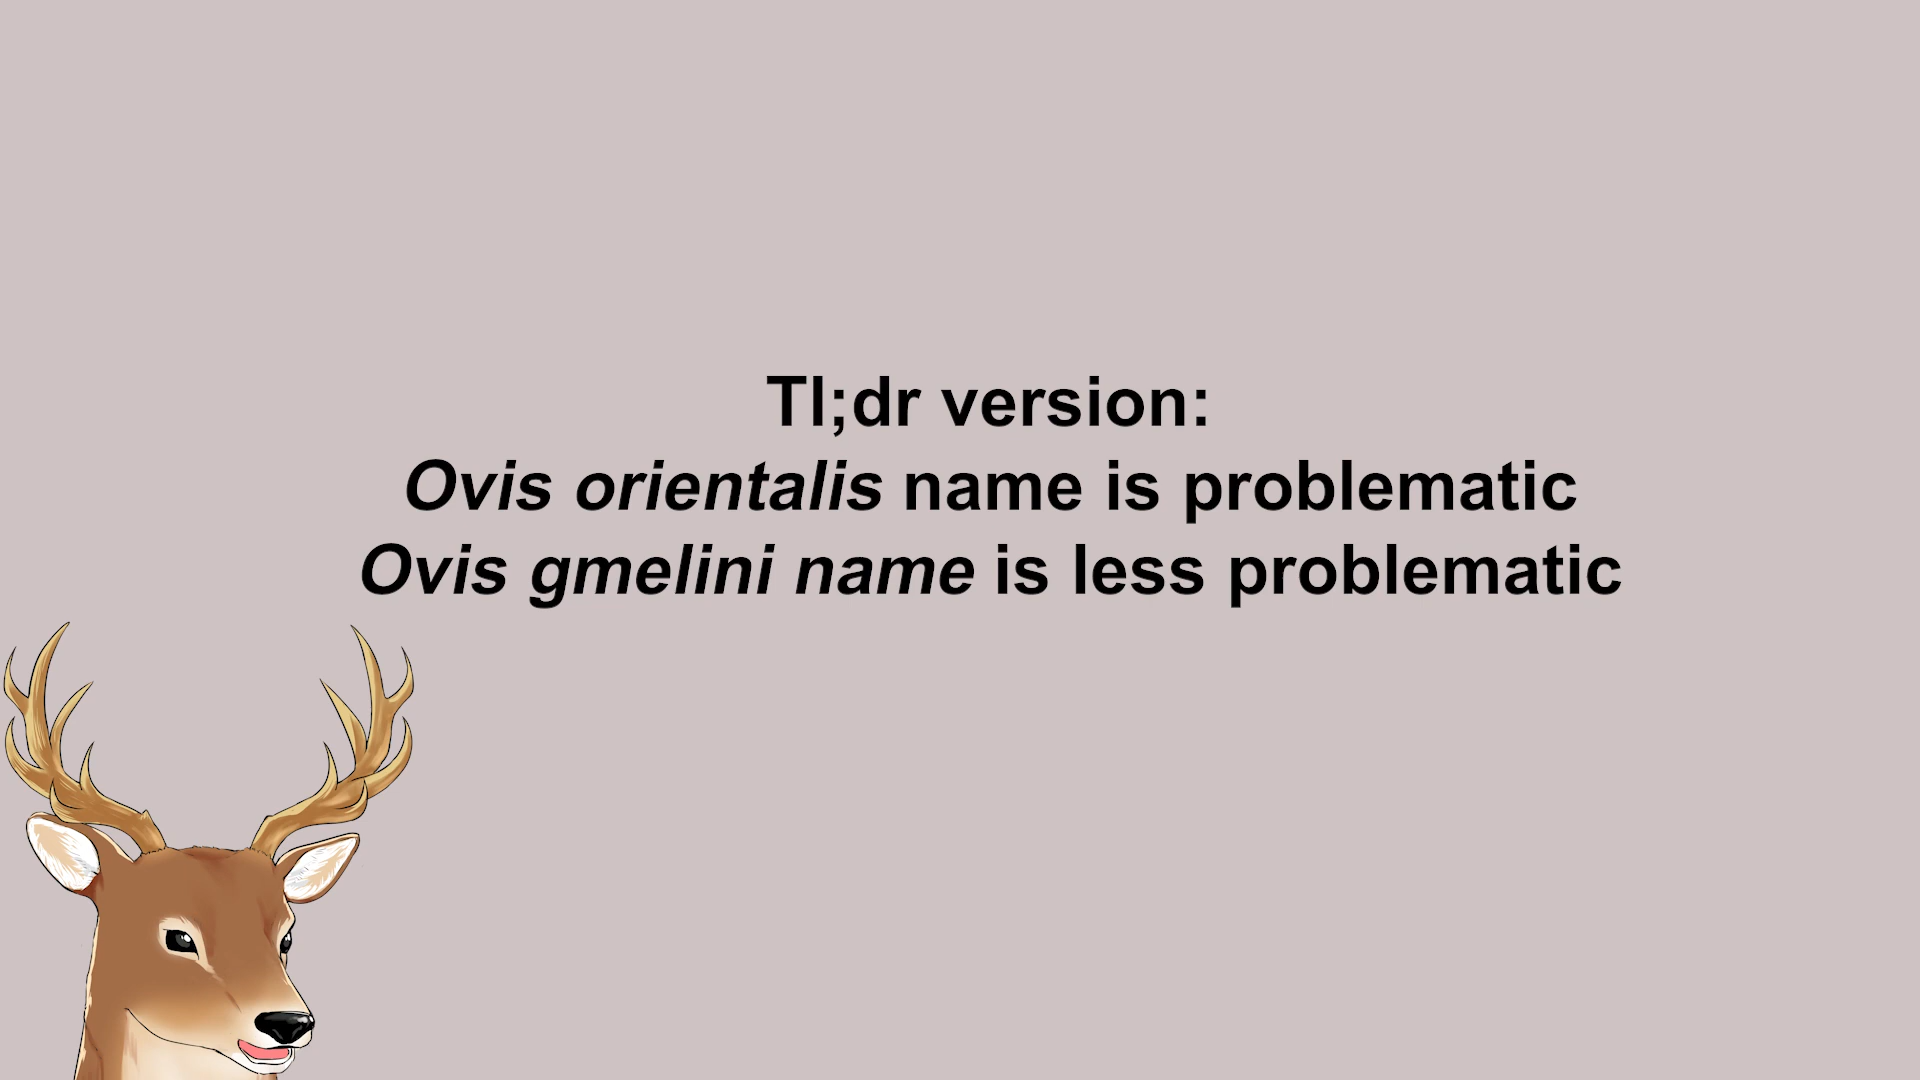 Tl;dr version:
Ovis orientalis name is problematic
Ovis gmelini name is less problematic